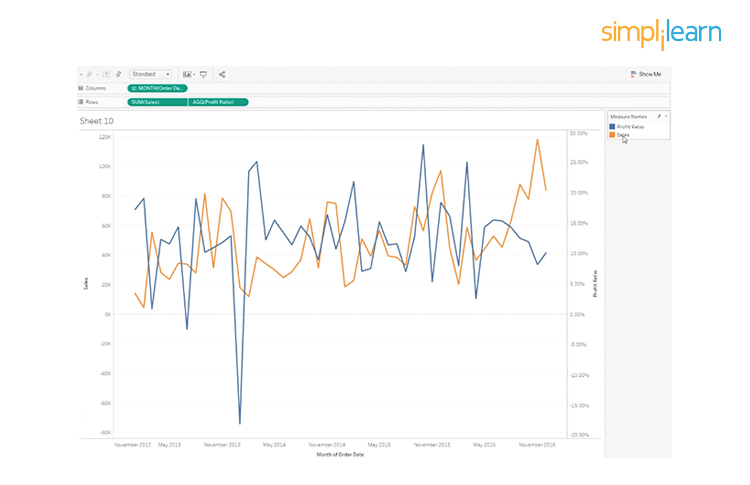 simplilearn
Standard
Show Me
Columns
MONTH(Order Da..
Rows
SUM(Sales)
AGG(Profit Ratio)
Sheet 10
Measure Names
Profit Ratio
Sales
120K
100K
80K
60K
40K
20K
0K
-20K
-40K
-60K
-80K
Sales
30.00%
25.00%
20.00%
15.00%
10.00%
5.00%
0.00%
-5.00%
-10.00%
-15.00%
-20.00%
Profit Ratio
November 2012
May 2013
November 2013
May 2014
November 2014
May 2015
November 2015
May 2016
November 2016
Month of Order Date